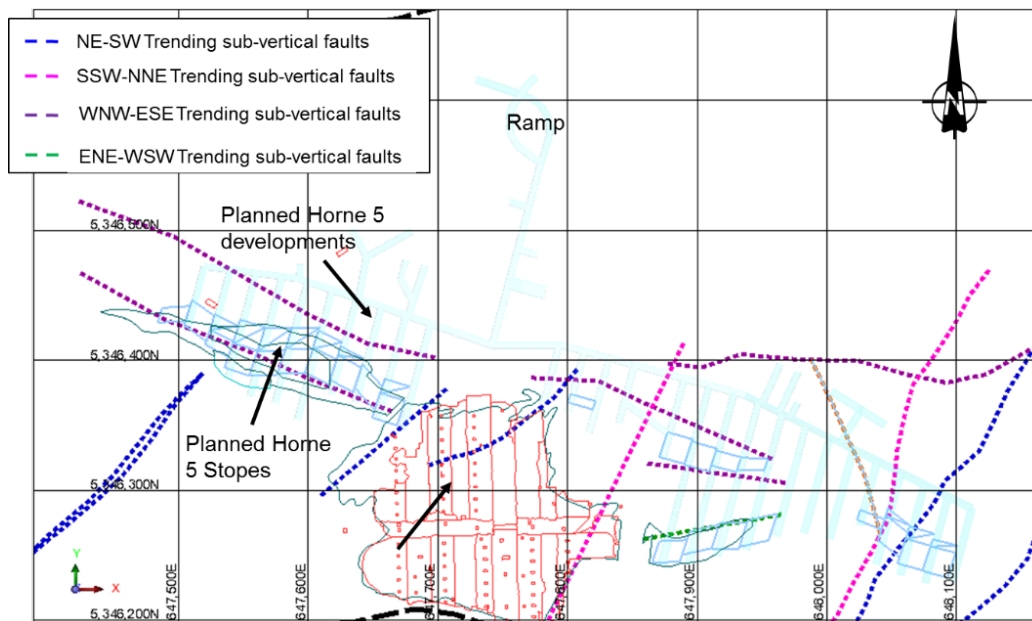 NE-SW Trending sub-vertical faults
SSW-NNE Trending sub-vertical faults
WNW-ESE Trending sub-vertical faults
ENE-WSW Trending sub-vertical faults
Ramp
N
Planned Horne 5
developments
5,346,500N
5,346,400N
Planned Horne
5 Stopes
5,346,300N
Y
X
5,346,200N
647,500E
647,600E
647,700E
647,800E
647,900E
648,000E
648,100E